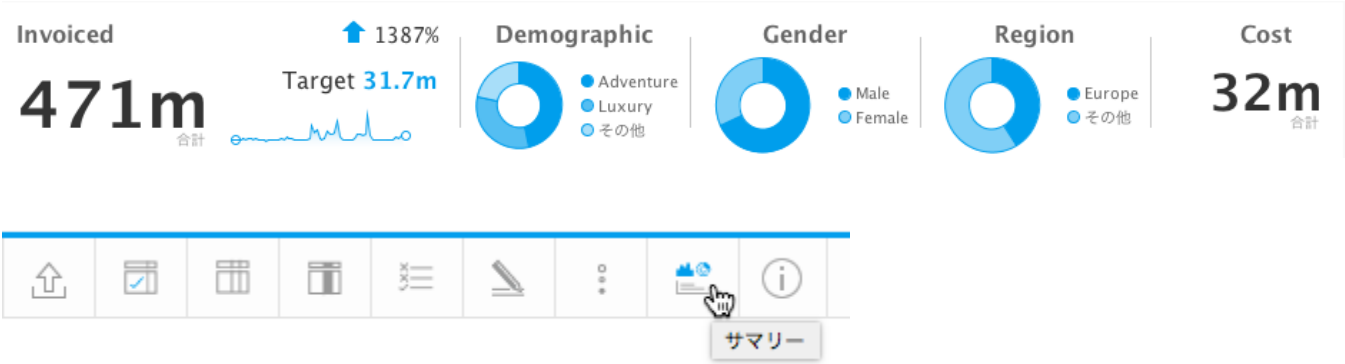 Invoiced
1387%
Target 31.7m
471m
合計
Demographic
Adventure
Luxury
その他
Gender
Male
Female
Region
Europe
その他
Cost
32m
合計
サマリー